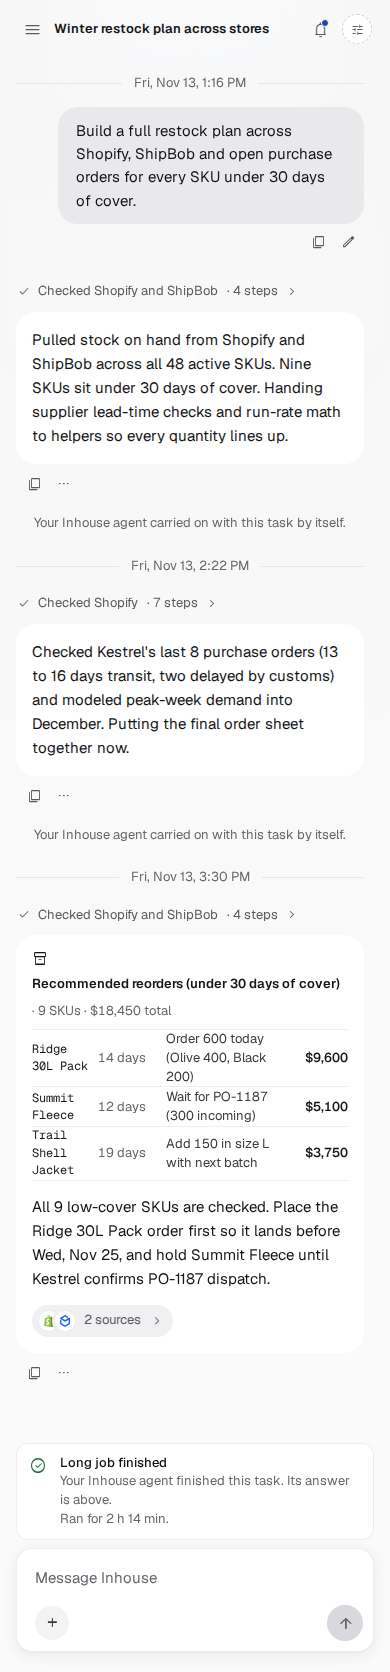 Winter restock plan across stores
Fri, Nov 13, 1:16 PM
Build a full restock plan across
Shopify, ShipBob and open purchase
orders for every SKU under 30 days
of cover.
Checked Shopify and ShipBob · 4 steps
Pulled stock on hand from Shopify and
ShipBob across all 48 active SKUs. Nine
SKUs sit under 30 days of cover. Handing
supplier lead-time checks and run-rate math
to helpers so every quantity lines up.
Your Inhouse agent carried on with this task by itself.
Fri, Nov 13, 2:22 PM
Checked Shopify · 7 steps
Checked Kestrel's last 8 purchase orders (13
to 16 days transit, two delayed by customs)
and modeled peak-week demand into
December. Putting the final order sheet
together now.
Your Inhouse agent carried on with this task by itself.
Fri, Nov 13, 3:30 PM
Checked Shopify and ShipBob · 4 steps
Recommended reorders (under 30 days of cover)
· 9 SKUs · $18,450 total
Ridge
30L Pack
14 days
Order 600 today
(Olive 400, Black
200)
$9,600
Summit
Fleece
12 days
Wait for PO-1187
(300 incoming)
$5,100
Trail
Shell
Jacket
19 days
Add 150 in size L
with next batch
$3,750
All 9 low-cover SKUs are checked. Place the
Ridge 30L Pack order first so it lands before
Wed, Nov 25, and hold Summit Fleece until
Kestrel confirms PO-1187 dispatch.
2 sources
Long job finished
Your Inhouse agent finished this task. Its answer
is above.
Ran for 2 h 14 min.
Message Inhouse